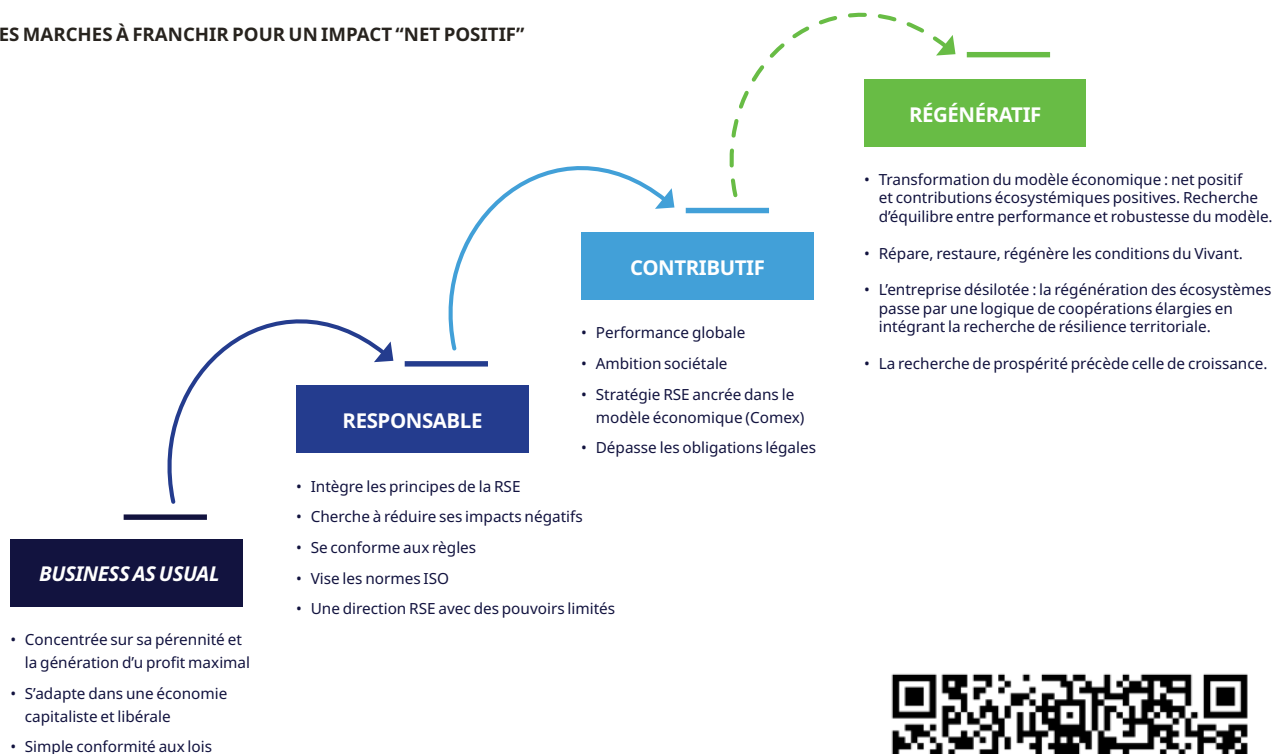 ES MARCHES À FRANCHIR POUR UN IMPACT “NET POSITIF”
RÉGÉNÉRATIF
• Transformation du modèle économique : net positif
et contributions écosystémiques positives. Recherche
d’équilibre entre performance et robustesse du modèle.
• Répare, restaure, régénère les conditions du Vivant.
• L’entreprise désilotée : la régénération des écosystèmes
passe par une logique de coopérations élargies en
intégrant la recherche de résilience territoriale.
• La recherche de prospérité précède celle de croissance.
CONTRIBUTIF
• Performance globale
• Ambition sociétale
• Stratégie RSE ancrée dans le
modèle économique (Comex)
• Dépasse les obligations légales
RESPONSABLE
• Intègre les principes de la RSE
• Cherche à réduire ses impacts négatifs
• Se conforme aux règles
• Vise les normes ISO
• Une direction RSE avec des pouvoirs limités
BUSINESS AS USUAL
• Concentrée sur sa pérennité et
la génération d’u profit maximal
• S’adapte dans une économie
capitaliste et libérale
• Simple conformité aux lois